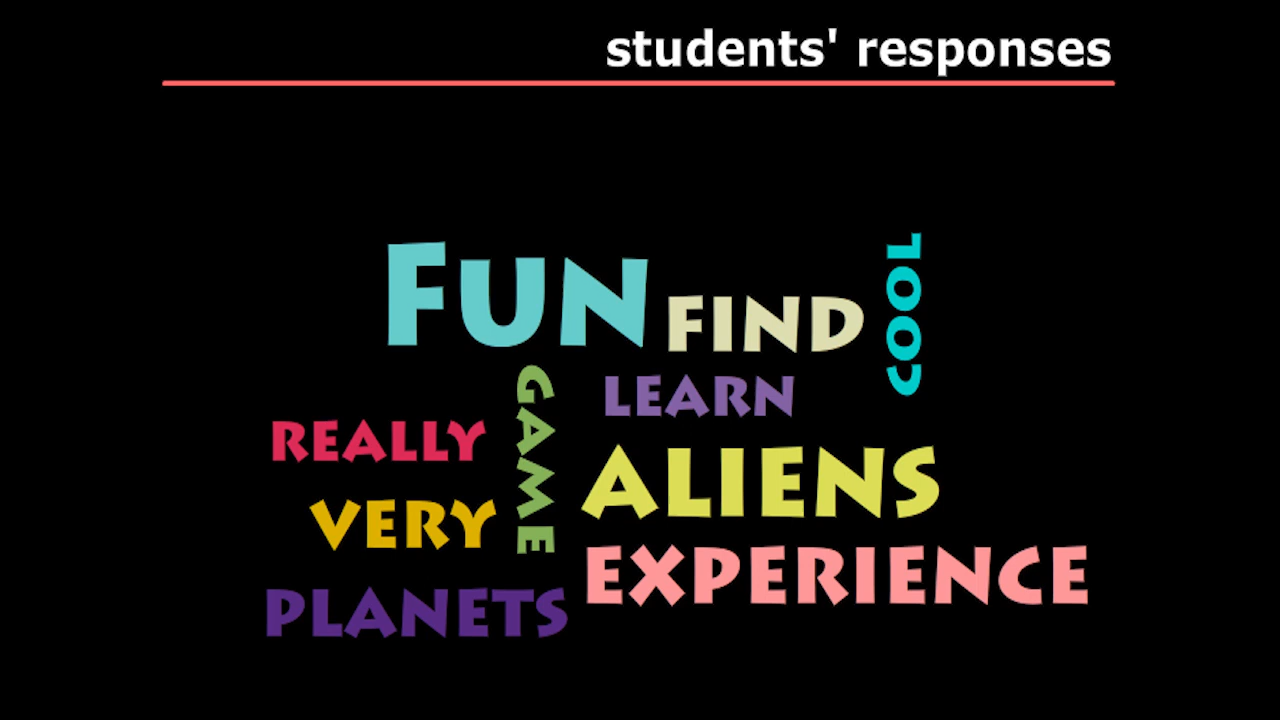 students' responses
FUN
FIND
COOL
GAME
LEARN
REALLY
ALIENS
VERY
EXPERIENCE
PLANETS